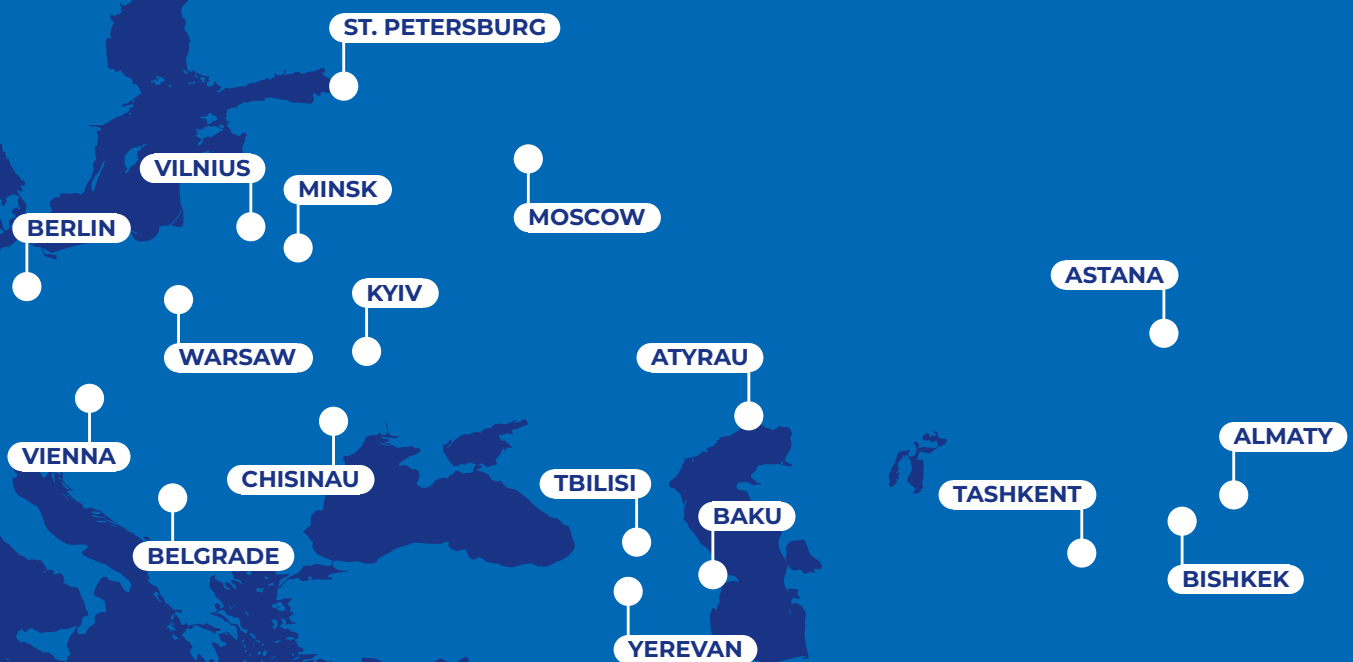 ST. PETERSBURG
VILNIUS
MINSK
MOSCOW
BERLIN
ASTANA
KYIV
WARSAW
ATYRAU
ALMATY
VIENNA
CHISINAU
TBILISI
TASHKENT
BAKU
BELGRADE
BISHKEK
YEREVAN